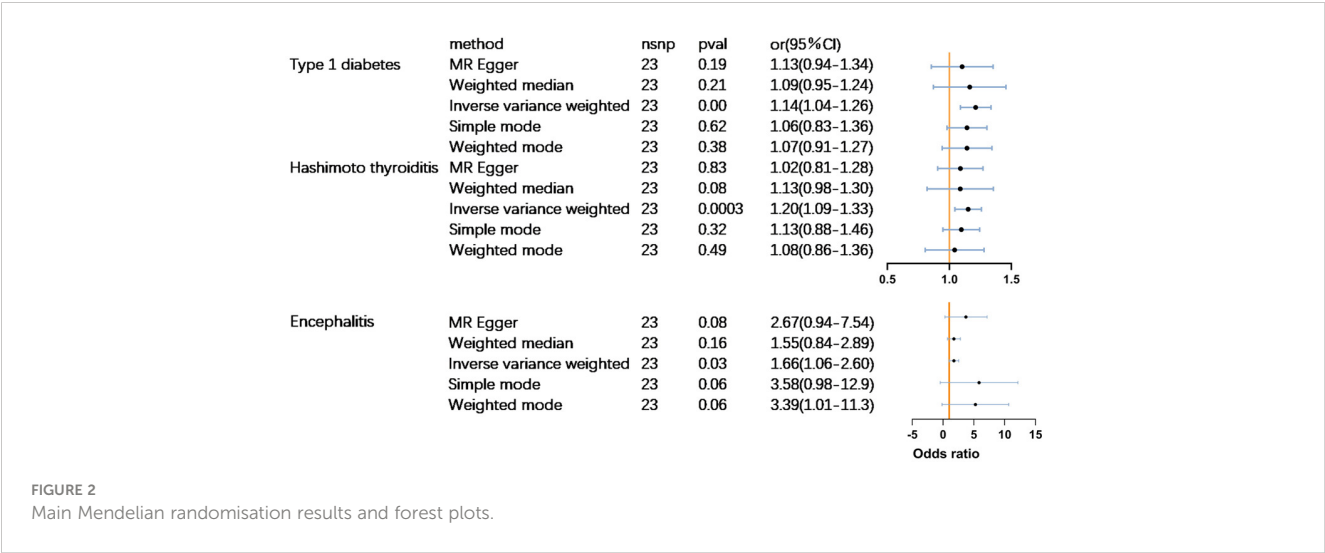 method nsnp pval or(95%CI)
Type 1 diabetes MR Egger 23 0.19 1.13(0.94-1.34)
Weighted median 23 0.21 1.09(0.95-1.24)
Inverse variance weighted 23 0.00 1.14(1.04-1.26)
Simple mode 23 0.62 1.06(0.83-1.36)
Weighted mode 23 0.38 1.07(0.91-1.27)
Hashimoto thyroiditis MR Egger 23 0.83 1.02(0.81-1.28)
Weighted median 23 0.08 1.13(0.98-1.30)
Inverse variance weighted 23 0.0003 1.20(1.09-1.33)
Simple mode 23 0.32 1.13(0.88-1.46)
Weighted mode 23 0.49 1.08(0.86-1.36)
0.5 1.0 1.5
Encephalitis MR Egger 23 0.08 2.67(0.94-7.54)
Weighted median 23 0.16 1.55(0.84-2.89)
Inverse variance weighted 23 0.03 1.66(1.06-2.60)
Simple mode 23 0.06 3.58(0.98-12.9)
Weighted mode 23 0.06 3.39(1.01-11.3)
-5 0 5 10 15
Odds ratio
FIGURE 2
Main Mendelian randomisation results and forest plots.